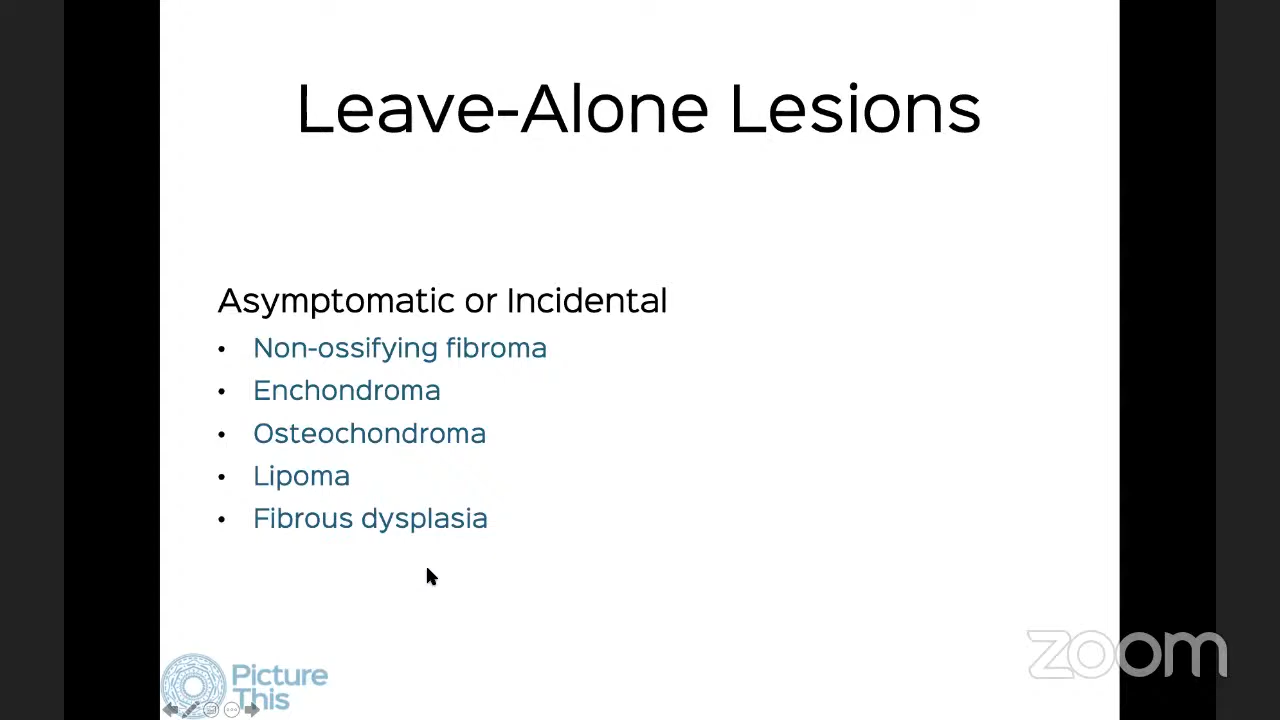 Leave-Alone Lesions
Asymptomatic or Incidental
• Non-ossifying fibroma
• Enchondroma
• Osteochondroma
• Lipoma
• Fibrous dysplasia
Picture
This
zoom